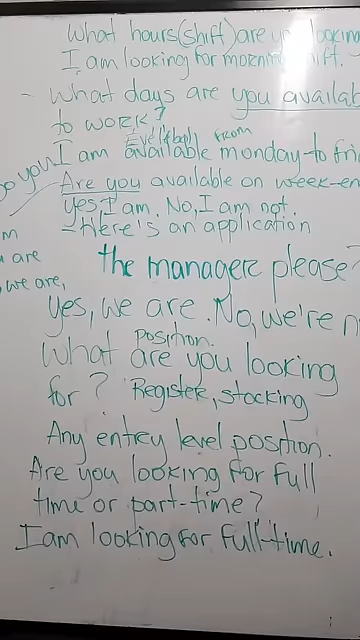 What hours(shift) are you looking
I am looking for morning shift.
- What days are you availab
to work?
from
I am available monday-to fri
Do you
Are you available on week-en
Yes I am. No, I am not.
- Here's an application
m
are
we are,
the manager please?
Yes, we are. No, we're n
Position.
What are you looking
for? Register, stocking
Any entry level position.
Are you looking for full
time or part-time?
I am looking for full-time.